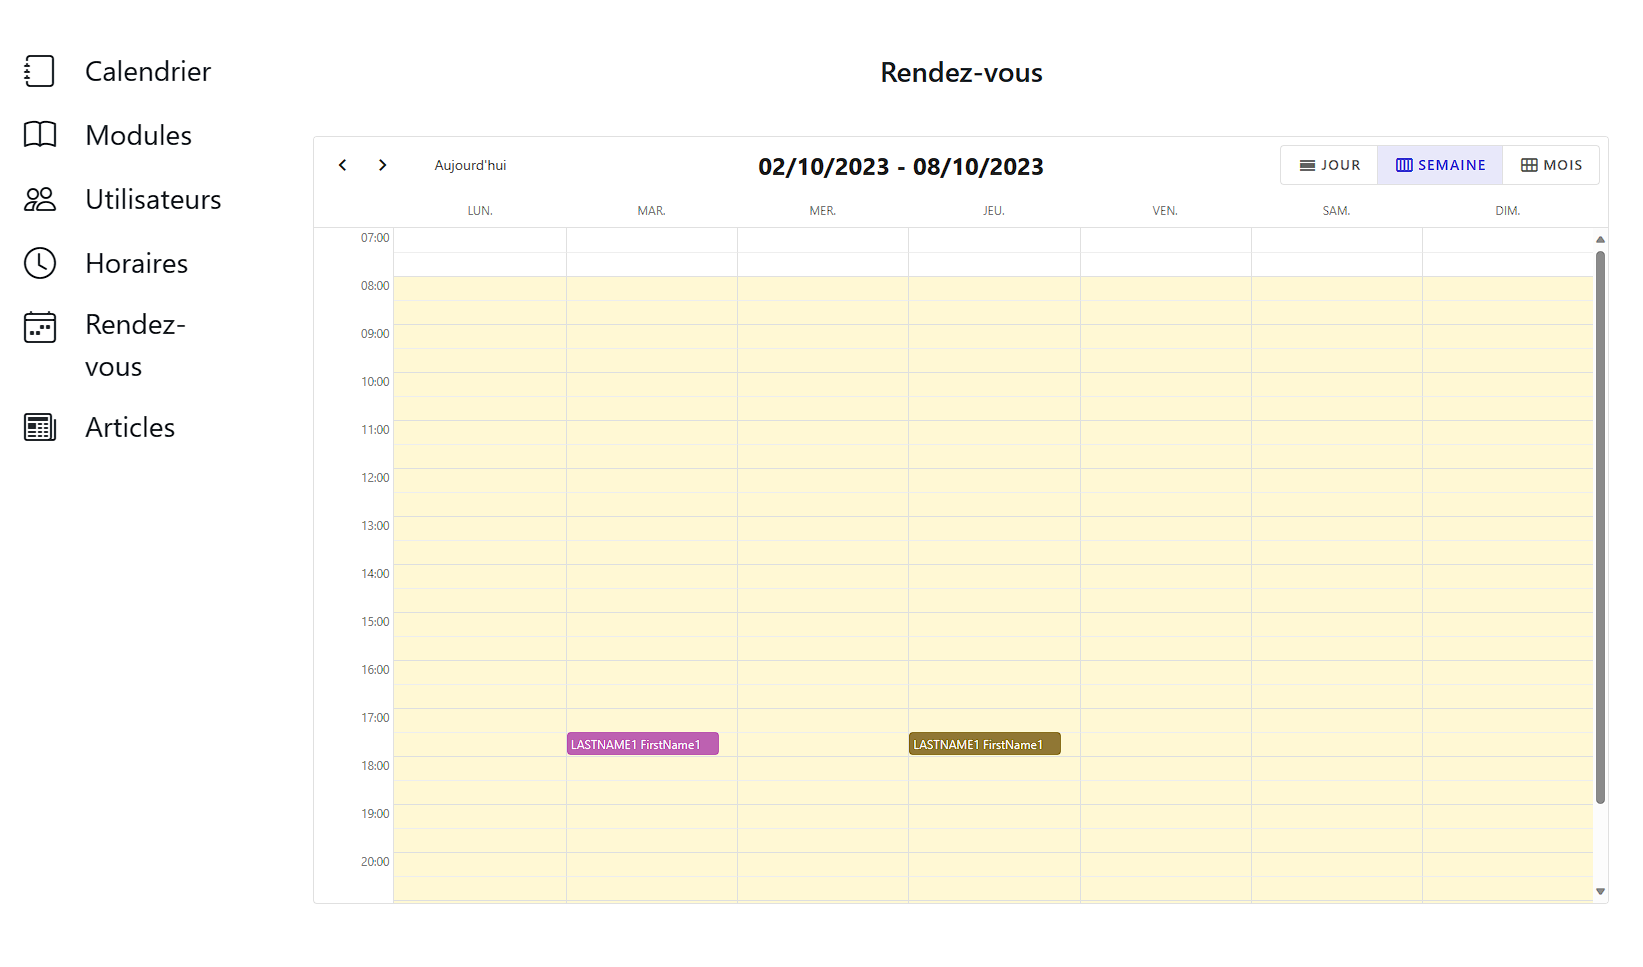 Calendrier
Modules
Utilisateurs
Horaires
Rendez-
vous
Articles
Rendez-vous
Aujourd'hui
02/10/2023 - 08/10/2023
JOUR
SEMAINE
MOIS
LUN.
MAR.
MER.
JEU.
VEN.
SAM.
DIM.
07:00
08:00
09:00
10:00
11:00
12:00
13:00
14:00
15:00
16:00
17:00
LASTNAME1 FirstName1
LASTNAME1 FirstName1
18:00
19:00
20:00